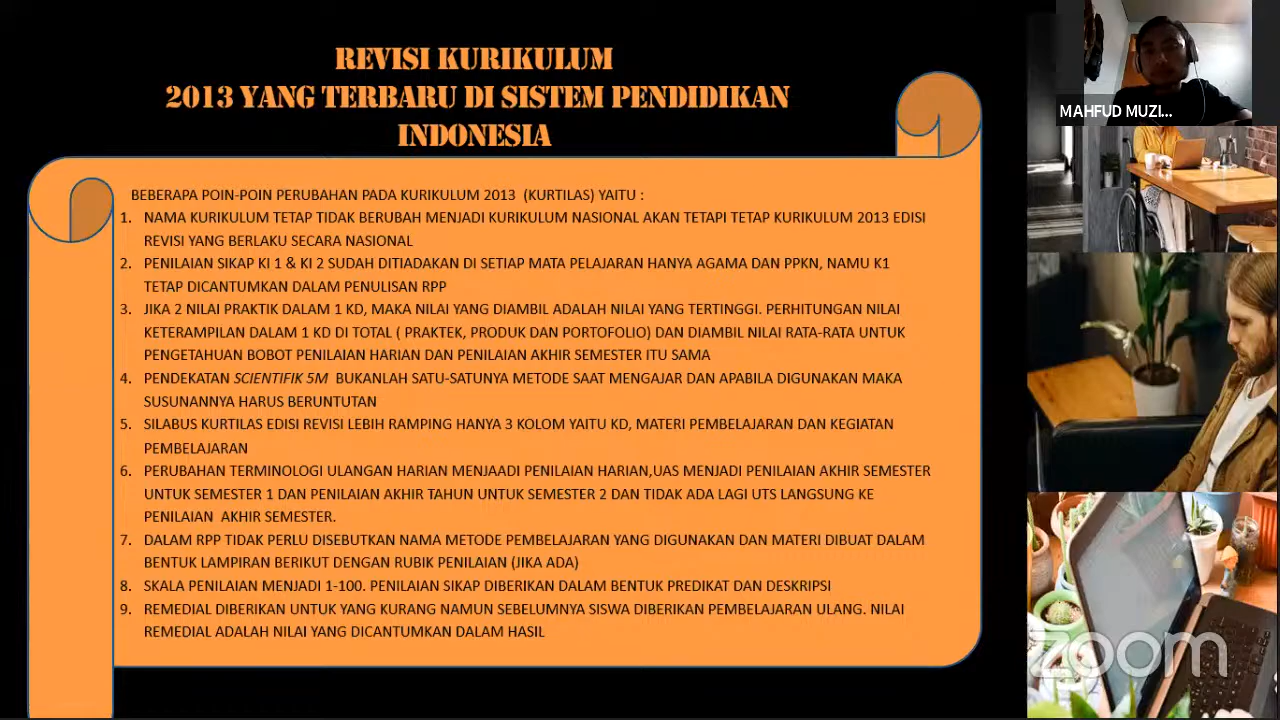 REVISI KURIKULUM
2013 YANG TERBARU DI SISTEM PENDIDIKAN
INDONESIA
BEBERAPA POIN-POIN PERUBAHAN PADA KURIKULUM 2013 (KURTILAS) YAITU :
1. NAMA KURIKULUM TETAP TIDAK BERUBAH MENJADI KURIKULUM NASIONAL AKAN TETAPI TETAP KURIKULUM 2013 EDISI
REVISI YANG BERLAKU SECARA NASIONAL
2. PENILAIAN SIKAP KI 1 & KI 2 SUDAH DITIADAKAN DI SETIAP MATA PELAJARAN HANYA AGAMA DAN PPKN, NAMU K1
TETAP DICANTUMKAN DALAM PENULISAN RPP
3. JIKA 2 NILAI PRAKTIK DALAM 1 KD, MAKA NILAI YANG DIAMBIL ADALAH NILAI YANG TERTINGGI. PERHITUNGAN NILAI
KETERAMPILAN DALAM 1 KD DI TOTAL ( PRAKTEK, PRODUK DAN PORTOFOLIO) DAN DIAMBIL NILAI RATA-RATA UNTUK
PENGETAHUAN BOBOT PENILAIAN HARIAN DAN PENILAIAN AKHIR SEMESTER ITU SAMA
4. PENDEKATAN SCIENTIFIK 5M BUKANLAH SATU-SATUNYA METODE SAAT MENGAJAR DAN APABILA DIGUNAKAN MAKA
SUSUNANNYA HARUS BERUNTUTAN
5. SILABUS KURTILAS EDISI REVISI LEBIH RAMPING HANYA 3 KOLOM YAITU KD, MATERI PEMBELAJARAN DAN KEGIATAN
PEMBELAJARAN
6. PERUBAHAN TERMINOLOGI ULANGAN HARIAN MENJAADI PENILAIAN HARIAN,UAS MENJADI PENILAIAN AKHIR SEMESTER
UNTUK SEMESTER 1 DAN PENILAIAN AKHIR TAHUN UNTUK SEMESTER 2 DAN TIDAK ADA LAGI UTS LANGSUNG KE
PENILAIAN AKHIR SEMESTER.
7. DALAM RPP TIDAK PERLU DISEBUTKAN NAMA METODE PEMBELAJARAN YANG DIGUNAKAN DAN MATERI DIBUAT DALAM
BENTUK LAMPIRAN BERIKUT DENGAN RUBIK PENILAIAN (JIKA ADA)
8. SKALA PENILAIAN MENJADI 1-100. PENILAIAN SIKAP DIBERIKAN DALAM BENTUK PREDIKAT DAN DESKRIPSI
9. REMEDIAL DIBERIKAN UNTUK YANG KURANG NAMUN SEBELUMNYA SISWA DIBERIKAN PEMBELAJARAN ULANG. NILAI
REMEDIAL ADALAH NILAI YANG DICANTUMKAN DALAM HASIL
MAHFUD MUZI...
zoom